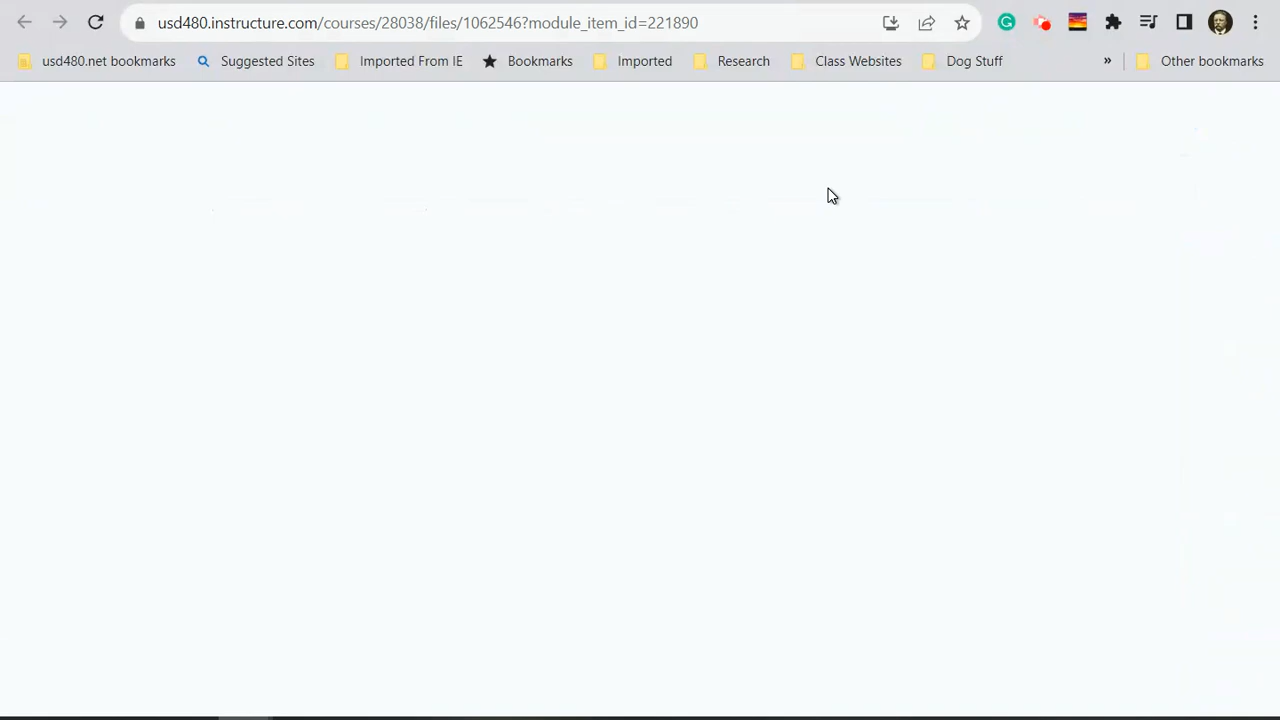 usd480.instructure.com/courses/28038/files/1062546?module_item_id=221890
usd480.net bookmarks Suggested Sites Imported From IE Bookmarks Imported Research Class Websites Dog Stuff » Other bookmarks